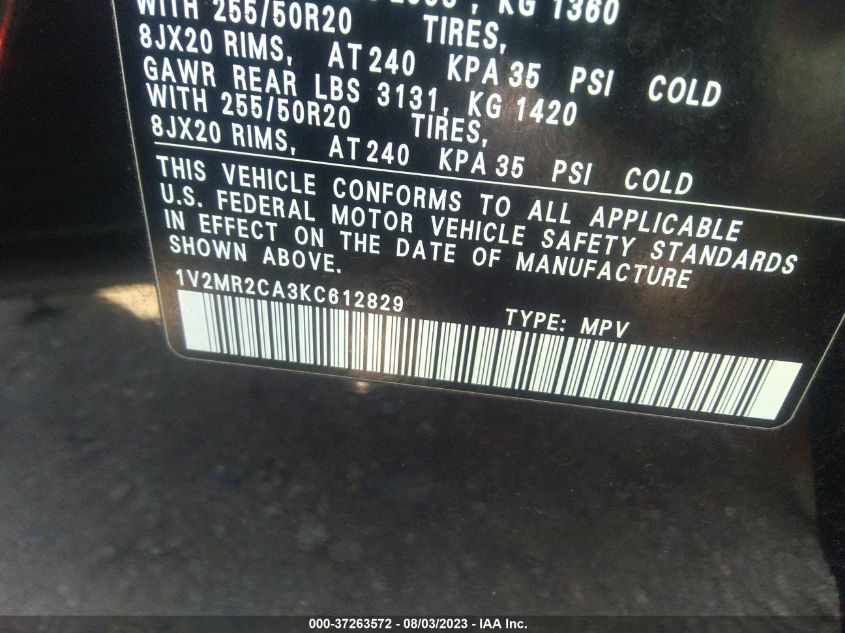 KG 1360
WITH 255/50R20 TIRES,
8JX20 RIMS, AT 240 KPA 35 PSI COLD
GAWR REAR LBS 3131, KG 1420
WITH 255/50R20 TIRES,
8JX20 RIMS, AT 240 KPA 35 PSI COLD
THIS VEHICLE CONFORMS TO ALL APPLICABLE
U.S. FEDERAL MOTOR VEHICLE SAFETY STANDARDS
IN EFFECT ON THE DATE OF MANUFACTURE
SHOWN ABOVE.
1V2MR2CA3KC612829 TYPE: MPV
000-37263572 - 08/03/2023 - IAA Inc.